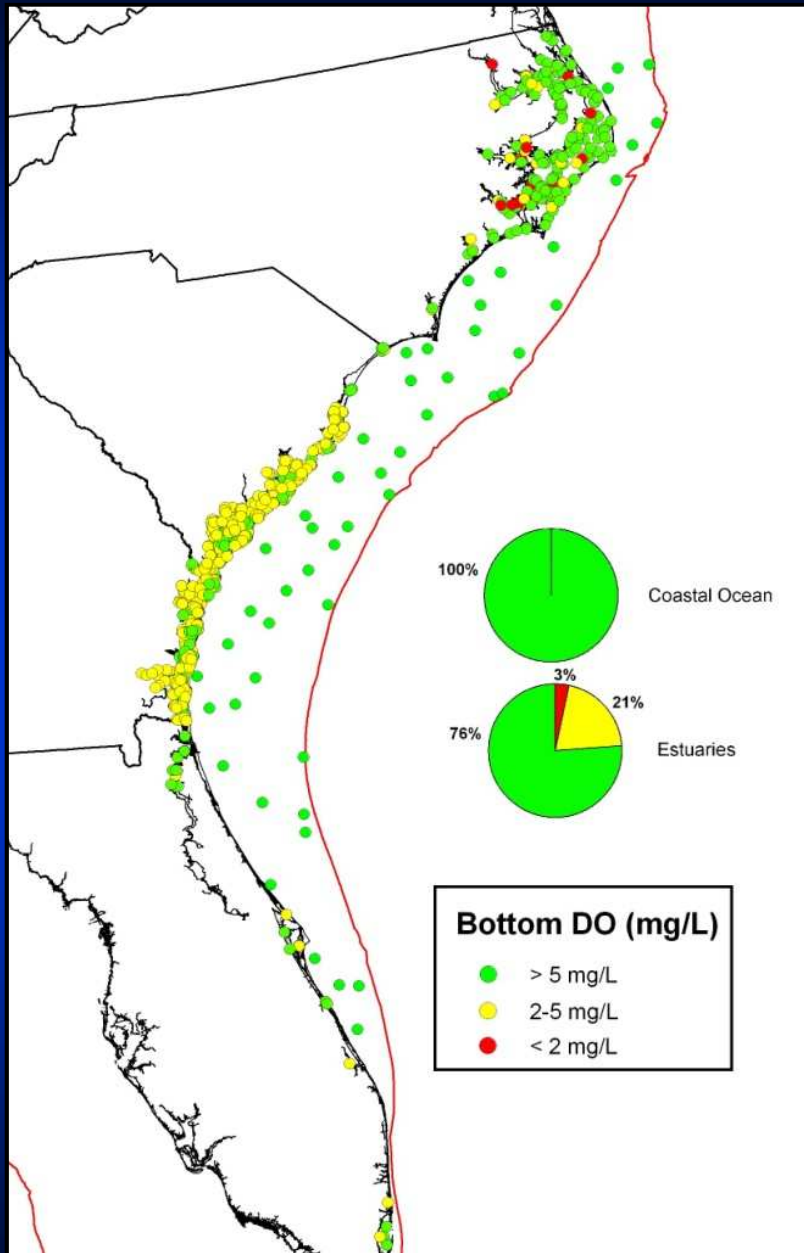 100%
Coastal Ocean
3%
21%
76%
Estuaries
Bottom DO (mg/L)
> 5 mg/L
2-5 mg/L
< 2 mg/L